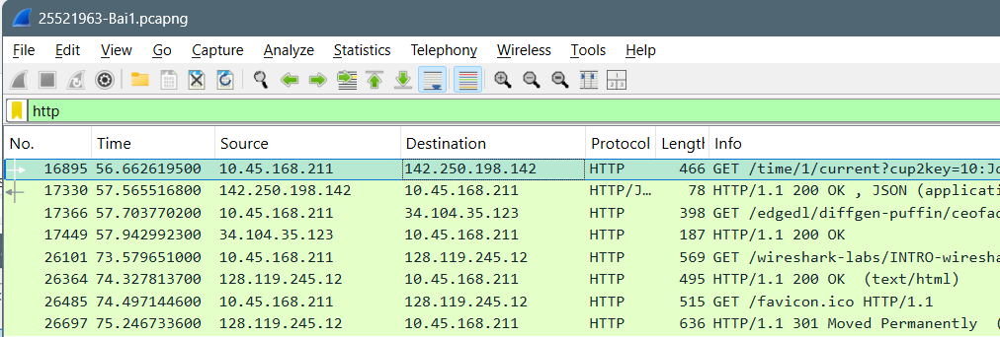 25521963-Bai1.pcapng
File Edit View Go Capture Analyze Statistics Telephony Wireless Tools Help
http
No. Time Source Destination Protocol Length Info
16895 56.662619500 10.45.168.211 142.250.198.142 HTTP 466 GET /time/1/current?cup2key=10:Jo
17330 57.565516800 142.250.198.142 10.45.168.211 HTTP/J… 78 HTTP/1.1 200 OK , JSON (applicati
17366 57.703770200 10.45.168.211 34.104.35.123 HTTP 398 GET /edgedl/diffgen-puffin/ceofac
17449 57.942992300 34.104.35.123 10.45.168.211 HTTP 187 HTTP/1.1 200 OK
26101 73.579651000 10.45.168.211 128.119.245.12 HTTP 569 GET /wireshark-labs/INTRO-wiresha
26364 74.327813700 128.119.245.12 10.45.168.211 HTTP 495 HTTP/1.1 200 OK (text/html)
26485 74.497144600 10.45.168.211 128.119.245.12 HTTP 515 GET /favicon.ico HTTP/1.1
26697 75.246733600 128.119.245.12 10.45.168.211 HTTP 636 HTTP/1.1 301 Moved Permanently (